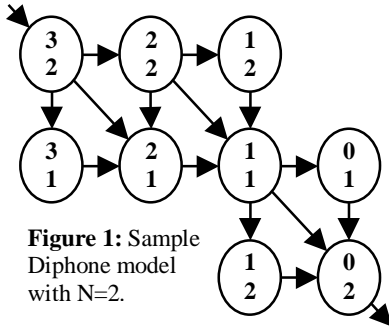 3 2 1
2 2 2
3 2 1 0
1 1 1 1
Figure 1: Sample
Diphone model
with N=2.
1 0
2 2